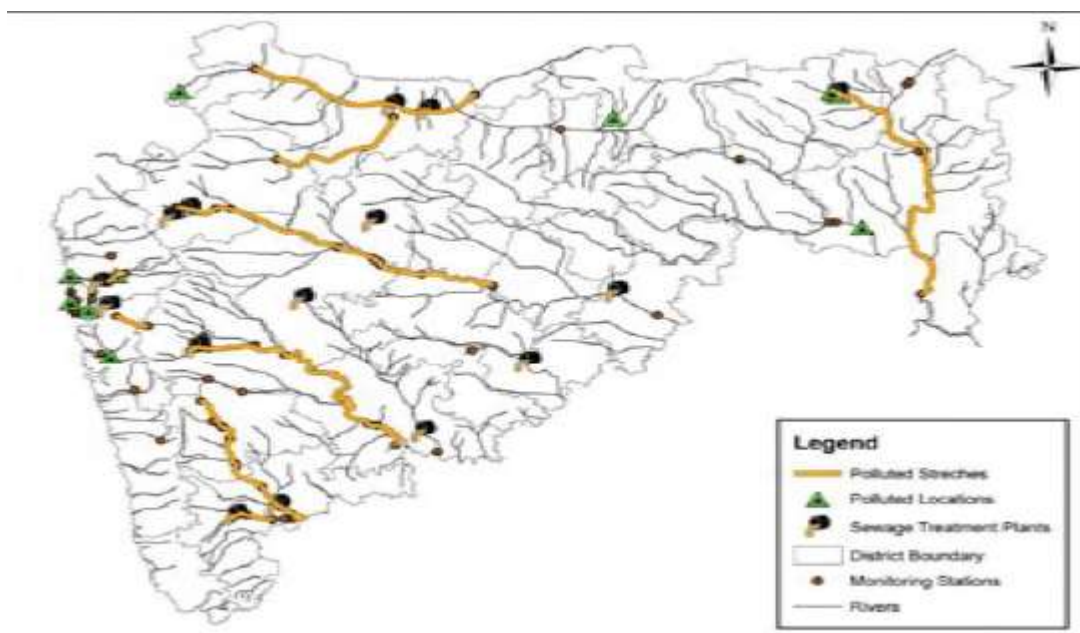 N
Legend
Polluted Streches
Polluted Locations
Sewage Treatment Plants
District Boundary
Monitoring Stations
Rivers